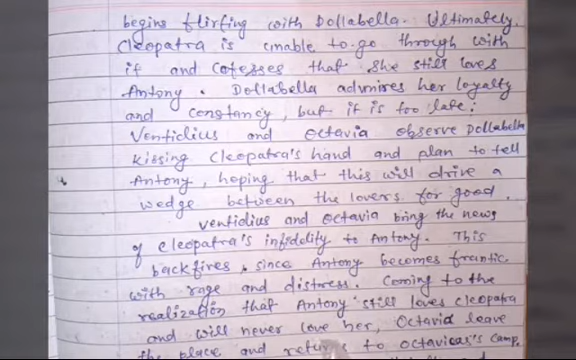 begins flirting with Dollabella. Ultimately,
Cleopatra is unable to go through with
it and cofesses that she still loves
Antony. Dollabella admires her loyalty
and constancy, but it is too late:
Ventidius and Octavia observe Dollabella
kissing Cleopatra's hand and plan to tell
Antony, hoping that this will drive a
wedge between the lovers for good.
Ventidius and Octavia bring the news
of Cleopatra's infidelity to Antony. This
backfires, since Antony becomes frantic
with rage and distress. Coming to the
realization that Antony still loves Cleopatra
and will never love her, Octavia leave
the place and to octavious's camp,